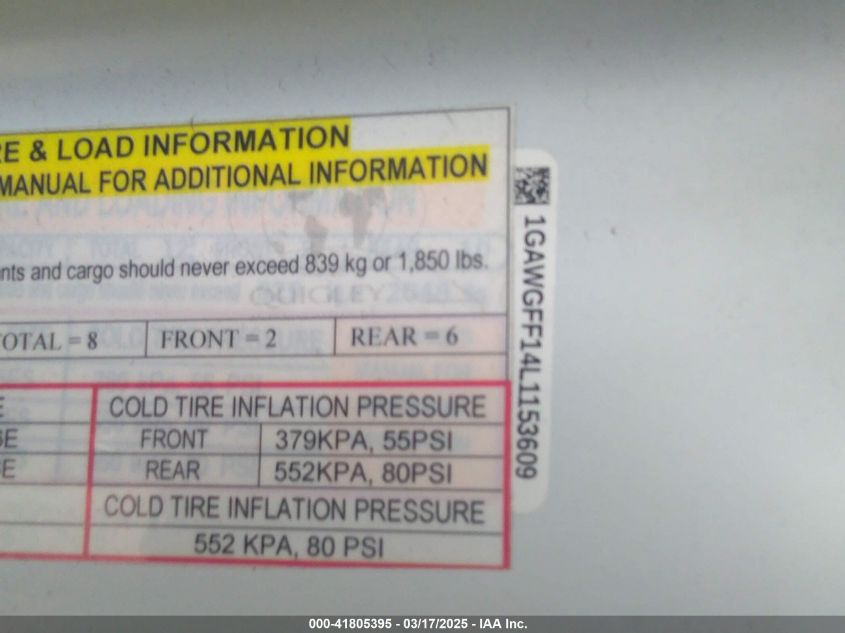 RE & LOAD INFORMATION
MANUAL FOR ADDITIONAL INFORMATION
nts and cargo should never exceed 839 kg or 1,850 lbs.
QUIGLEY
TOTAL = 8 FRONT = 2 REAR = 6
COLD TIRE INFLATION PRESSURE
FRONT 379KPA, 55PSI
REAR 552KPA, 80PSI
COLD TIRE INFLATION PRESSURE
552 KPA, 80 PSI
1GAWGFF14L1153609
000-41805395 - 03/17/2025 - IAA Inc.